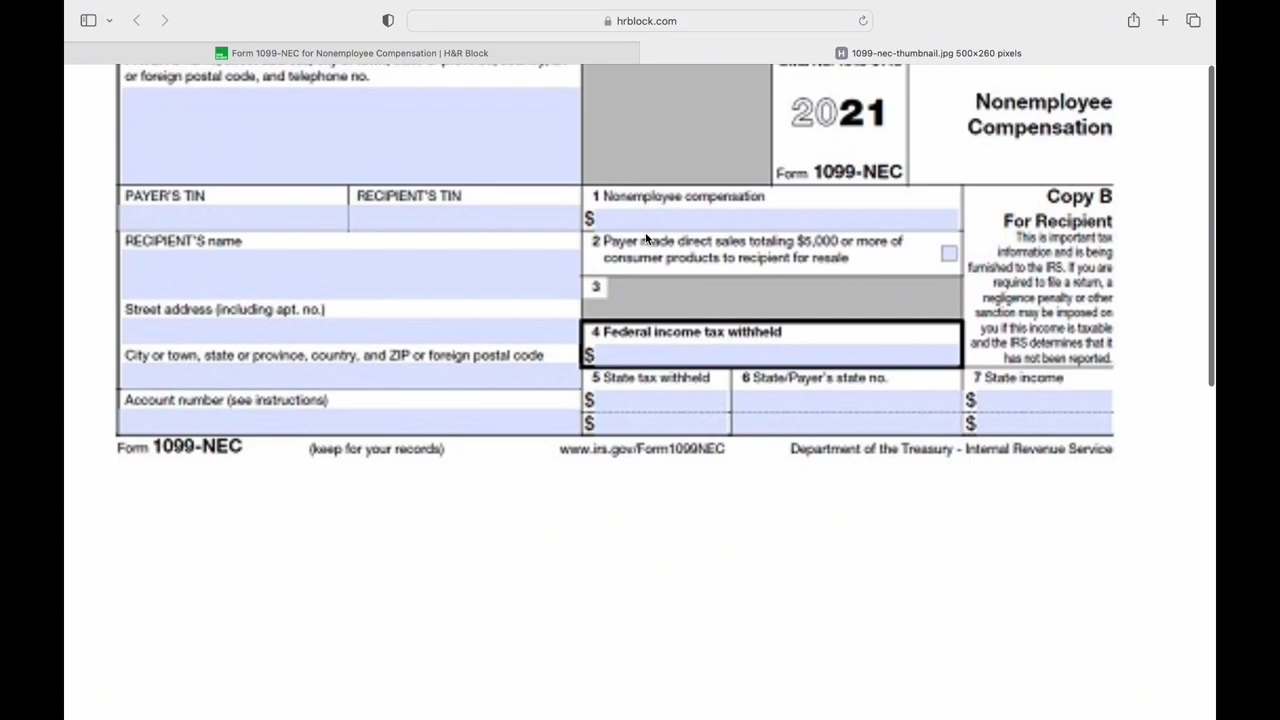 hrblock.com
Form 1099-NEC for Nonemployee Compensation | H&R Block
1099-nec-thumbnail.jpg 500×260 pixels
or foreign postal code, and telephone no.
2021
Form 1099-NEC
Nonemployee
Compensation
PAYER'S TIN
RECIPIENT'S TIN
1 Nonemployee compensation
$
Copy B
For Recipient
This is important tax
information and is being
furnished to the IRS. If you are
required to file a return, a
negligence penalty or other
sanction may be imposed on
you if this income is taxable
and the IRS determines that it
has not been reported.
RECIPIENT'S name
2 Payer made direct sales totaling $5,000 or more of
consumer products to recipient for resale
3
Street address (including apt. no.)
4 Federal income tax withheld
$
City or town, state or province, country, and ZIP or foreign postal code
5 State tax withheld
6 State/Payer's state no.
7 State income
$
$
$
$
Account number (see instructions)
Form 1099-NEC
(keep for your records)
www.irs.gov/Form1099NEC
Department of the Treasury - Internal Revenue Service